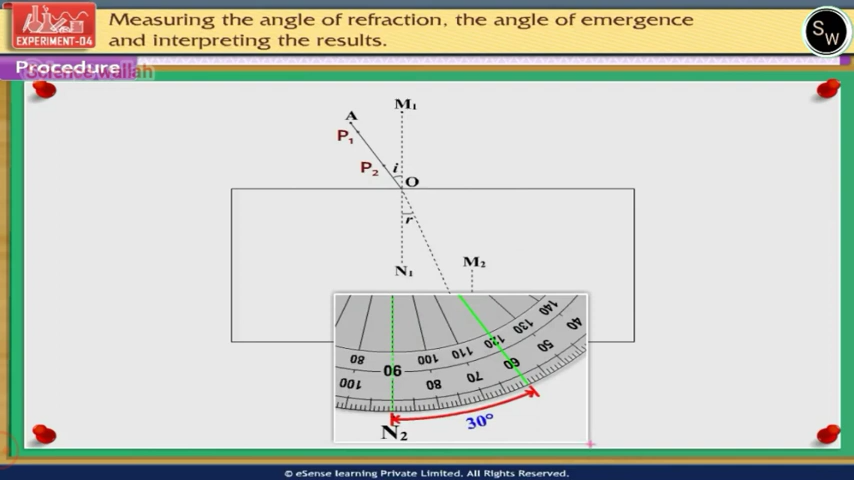 EXPERIMENT-04
Measuring the angle of refraction, the angle of emergence
and interpreting the results.
SW
Procedure
Science wallah
A
M₁
P₁
P₂
i
O
r
N₁
M₂
80
90
100
110
120
130
140
100
80
70
60
50
40
30°
N₂
© eSense learning Private Limited, All Rights Reserved.